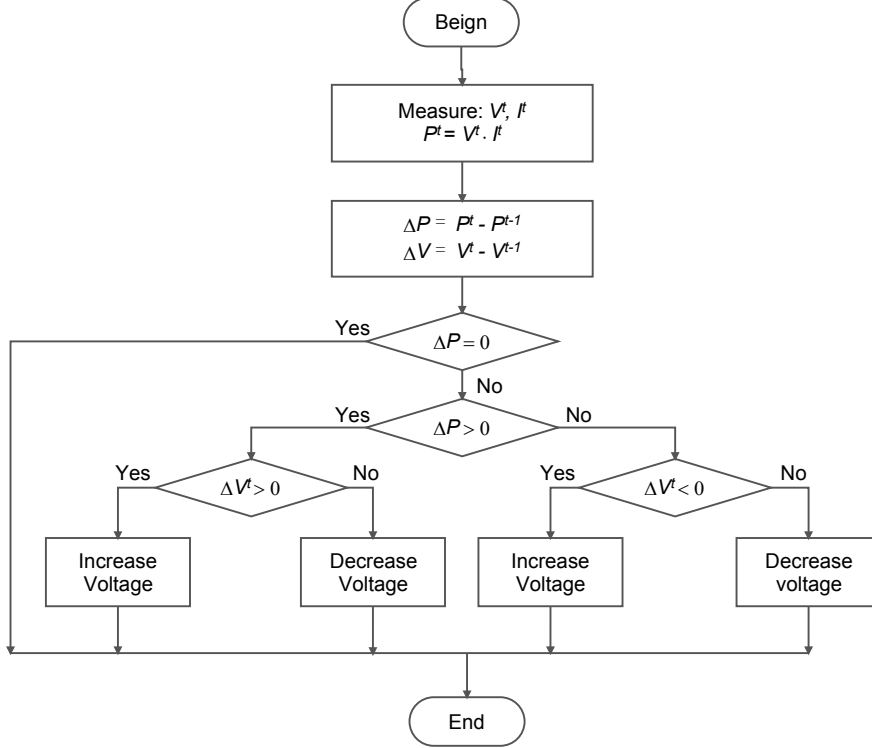 Beign
Measure: Vᵗ, Iᵗ
Pᵗ = Vᵗ . Iᵗ
ΔP = Pᵗ - Pᵗ⁻¹
ΔV = Vᵗ - Vᵗ⁻¹
Yes
ΔP = 0
No
Yes
ΔP > 0
No
Yes
ΔVᵗ > 0
No
Yes
ΔVᵗ < 0
No
Increase
Voltage
Decrease
Voltage
Increase
Voltage
Decrease
voltage
End